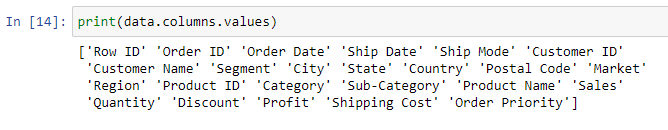 In [14]: print(data.columns.values)
['Row ID' 'Order ID' 'Order Date' 'Ship Date' 'Ship Mode' 'Customer ID'
'Customer Name' 'Segment' 'City' 'State' 'Country' 'Postal Code' 'Market'
'Region' 'Product ID' 'Category' 'Sub-Category' 'Product Name' 'Sales'
'Quantity' 'Discount' 'Profit' 'Shipping Cost' 'Order Priority']